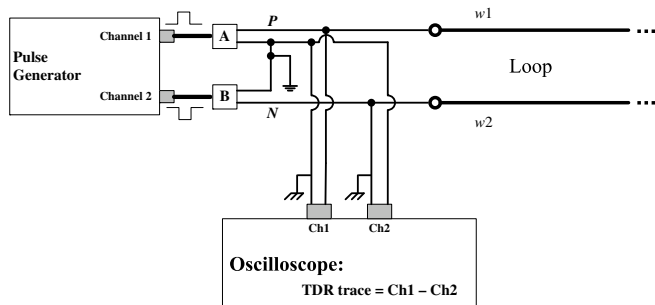 Pulse
Generator
Channel 1
Channel 2
A
B
P
N
w1
w2
Loop
...
...
Ch1
Ch2
Oscilloscope:
TDR trace = Ch1 – Ch2